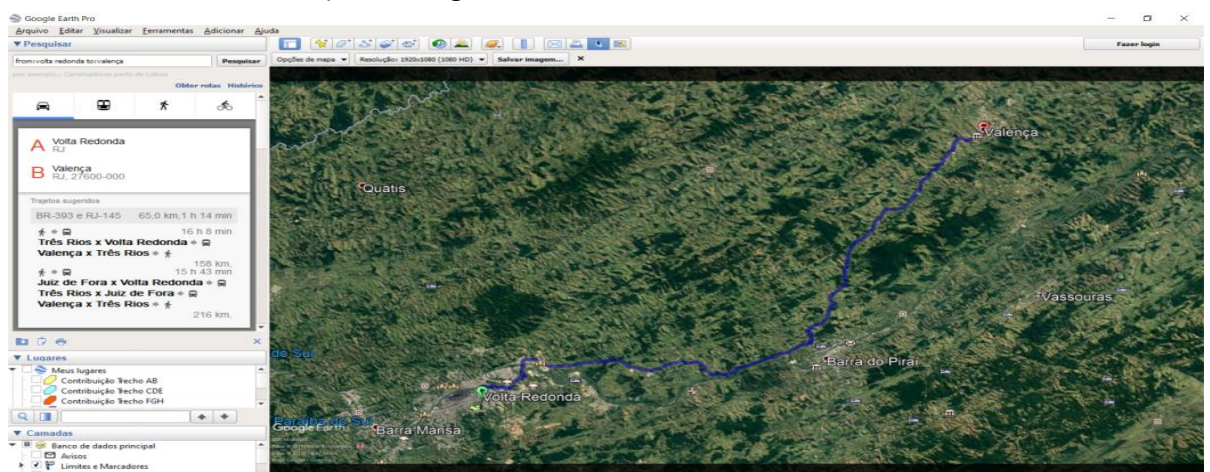 Google Earth Pro
Arquivo Editar Visualizar Ferramentas Adicionar Ajuda
Pesquisar
from:volta redonda to:valença
Pesquisar
Obter rotas Histórico
A Volta Redonda
RJ
B Valença
RJ, 27600-000
Trajetos sugeridos
BR-393 e RJ-145 65,0 km,1 h 14 min
16 h 8 min
Três Rios x Volta Redonda
Valença x Três Rios
158 km,
15 h 43 min
Juiz de Fora x Volta Redonda
Três Rios x Juiz de Fora
Valença x Três Rios
216 km,
Lugares
Meus lugares
Contribuição Trecho AB
Contribuição Trecho CDE
Contribuição Trecho FGH
Camadas
Banco de dados principal
Avisos
Limites e Marcadores
Opções de mapa
Resolução: 1920x1080 (1080 HD)
Salvar imagem...
Fazer login
Valença
Quatis
Vassouras
Barra do Piraí
do Sul
Volta Redonda
Paraíba do Sul
Google Earth
Barra Mansa